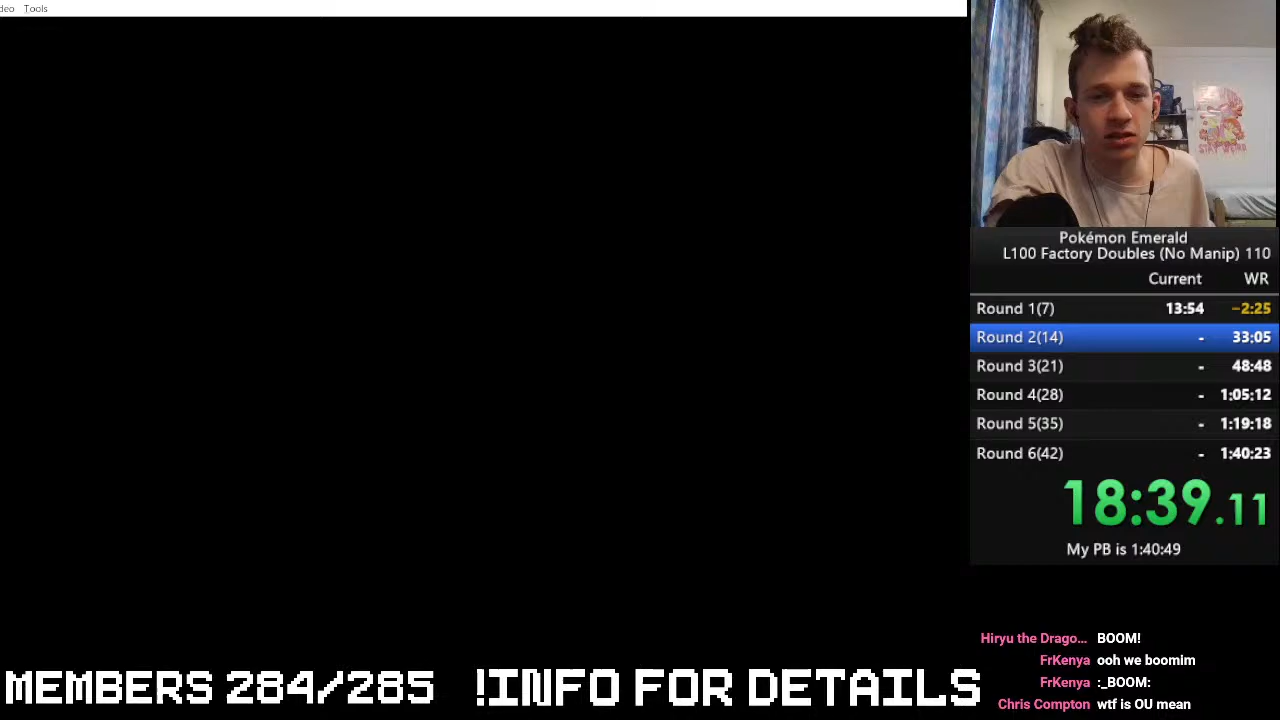 deo Tools
STAY WEIRD
Pokémon Emerald
L100 Factory Doubles (No Manip) 110
Current WR
Round 1(7) 13:54 −2:25
Round 2(14) - 33:05
Round 3(21) - 48:48
Round 4(28) - 1:05:12
Round 5(35) - 1:19:18
Round 6(42) - 1:40:23
18:39.11
My PB is 1:40:49
Hiryu the Drago... BOOM!
FrKenya ooh we boomim
FrKenya :_BOOM:
Chris Compton wtf is OU mean
MEMBERS 284/285 !INFO FOR DETAILS